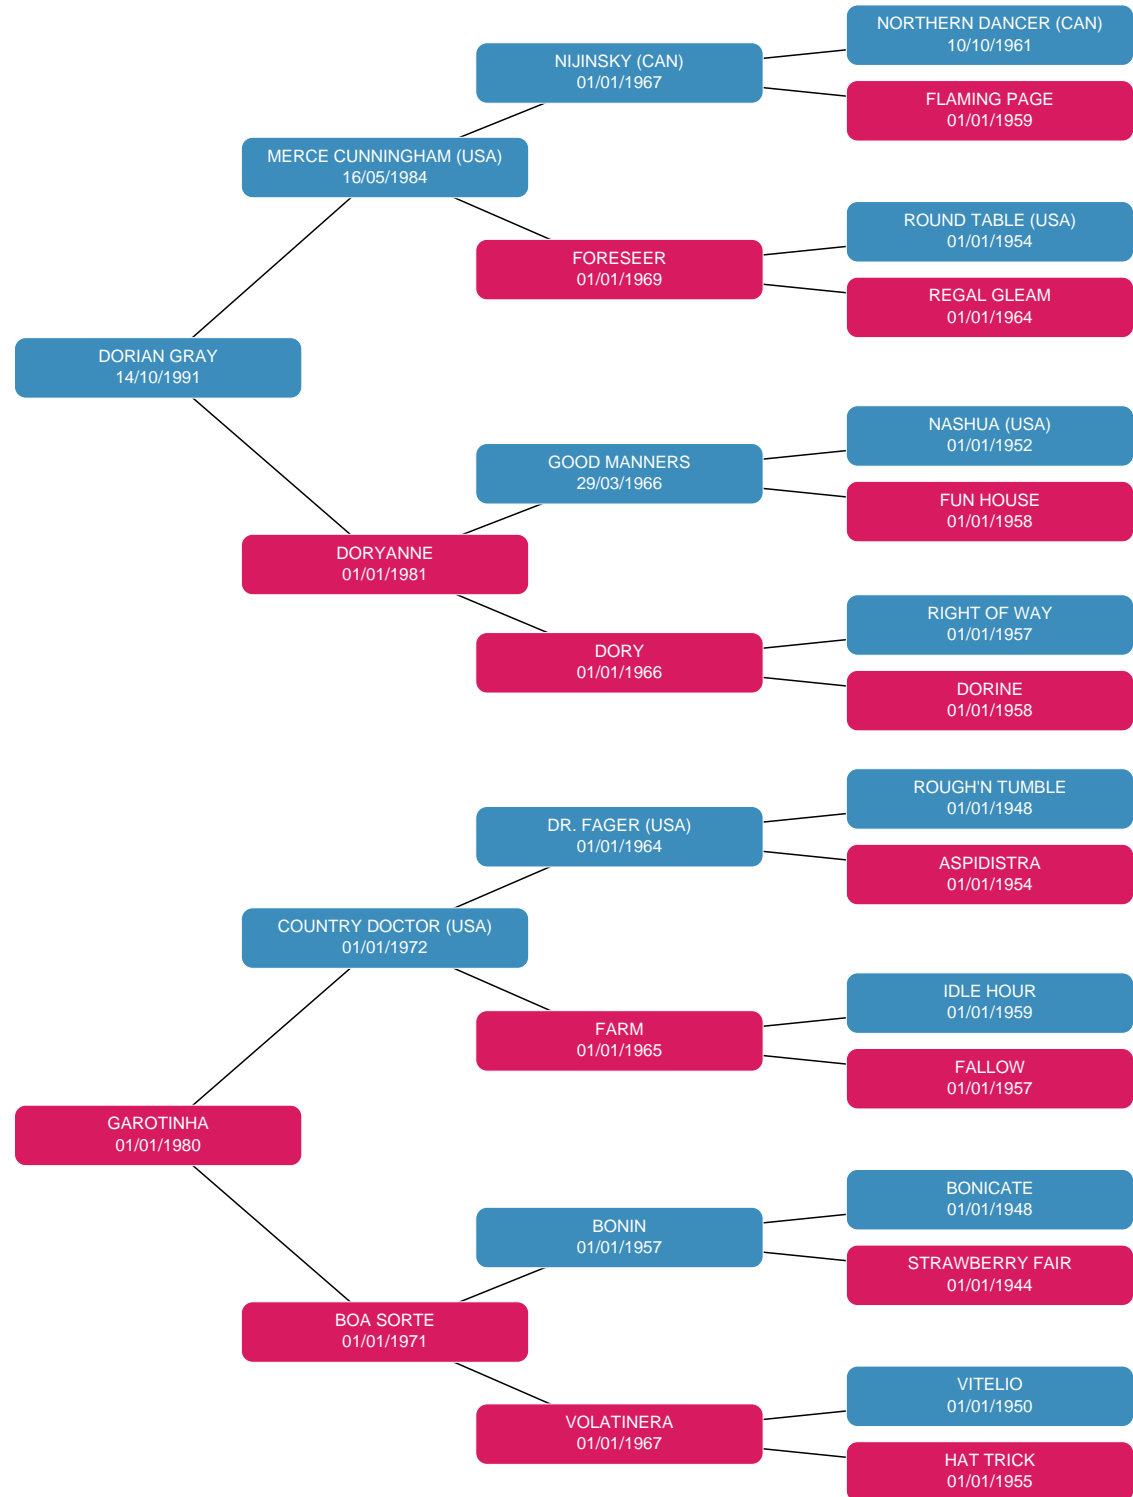 NORTHERN DANCER (CAN)
10/10/1961
NIJINSKY (CAN)
01/01/1967
FLAMING PAGE
01/01/1959
MERCE CUNNINGHAM (USA)
16/05/1984
ROUND TABLE (USA)
01/01/1954
FORESEER
01/01/1969
REGAL GLEAM
01/01/1964
DORIAN GRAY
14/10/1991
NASHUA (USA)
01/01/1952
GOOD MANNERS
29/03/1966
FUN HOUSE
01/01/1958
DORYANNE
01/01/1981
RIGHT OF WAY
01/01/1957
DORY
01/01/1966
DORINE
01/01/1958
ROUGH'N TUMBLE
01/01/1948
DR. FAGER (USA)
01/01/1964
ASPIDISTRA
01/01/1954
COUNTRY DOCTOR (USA)
01/01/1972
IDLE HOUR
01/01/1959
FARM
01/01/1965
FALLOW
01/01/1957
GAROTINHA
01/01/1980
BONICATE
01/01/1948
BONIN
01/01/1957
STRAWBERRY FAIR
01/01/1944
BOA SORTE
01/01/1971
VITELIO
01/01/1950
VOLATINERA
01/01/1967
HAT TRICK
01/01/1955